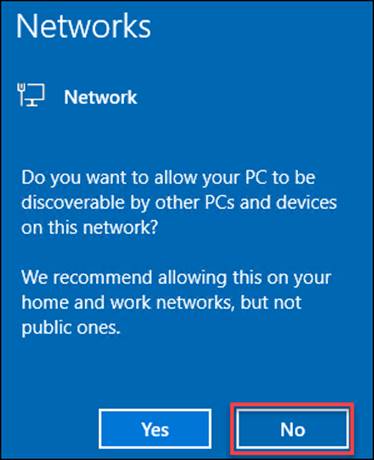 Networks
Network
Do you want to allow your PC to be
discoverable by other PCs and devices
on this network?
We recommend allowing this on your
home and work networks, but not
public ones.
Yes
No